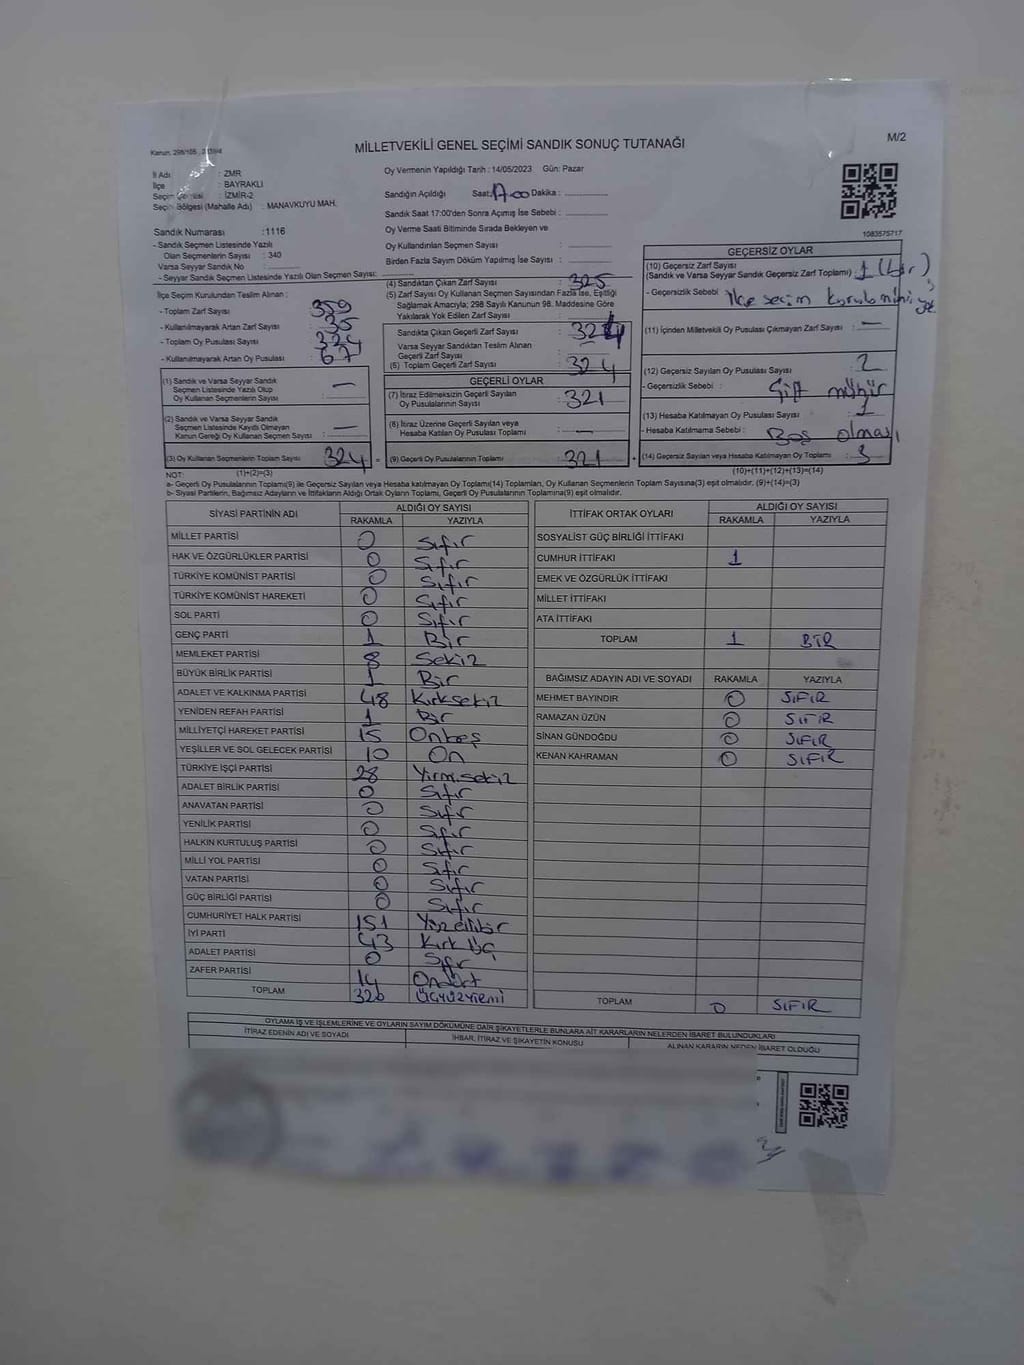 MİLLETVEKİLİ GENEL SEÇİMİ SANDIK SONUÇ TUTANAĞI
M/2
İl Adı : ZMR
İlçe : BAYRAKLI
: İZMİR-2
Seçim Bölgesi (Mahalle Adı) : MANAVKUYU MAH.
Sandık Numarası : 1116
- Sandık Seçmen Listesinde Yazılı
Olan Seçmenlerin Sayısı : 340
Varsa Seyyar Sandık No :
- Seyyar Sandık Seçmen Listesinde Yazılı Olan Seçmen Sayısı:
Oy Vermenin Yapıldığı Tarih : 14/05/2023 Gün: Pazar
Sandığın Açıldığı Saat: Dakika :
Sandık Saat 17:00'den Sonra Açımış İse Sebebi :
Oy Verme Saati Bitiminde Sırada Bekleyen ve
Oy Kullandırılan Seçmen Sayısı :
Birden Fazla Sayım Döküm Yapılmış İse Sayısı :
1083575717
İlçe Seçim Kurulundan Teslim Alınan :
- Toplam Zarf Sayısı : 359
- Kullanılmayarak Artan Zarf Sayısı : 35
- Toplam Oy Pusulası :
- Kullanılmayarak Artan Oy Pusulası : 67
(1) Sandık ve Varsa Seyyar Sandık
Seçmen Listesinde Yazılı Olup
Oy Kullanan Seçmenlerin Sayısı : —
(2) Sandık ve Varsa Seyyar Sandık
Seçmen Listesinde Kayıtlı Olmayan
Kanun Gereği Oy Kullanan Seçmen Sayısı : —
(3) Oy Kullanan Seçmenlerin Toplam Sayısı : 324
(1)+(2)=(3)
(4) Sandıktan Çıkan Zarf Sayısı : 325
(5) Zarf Sayısı Oy Kullanan Seçmen Sayısından Fazla İse, Eşitliği
Sağlamak Amacıyla; 298 Sayılı Kanunun 98. Maddesine Göre
Yakılarak Yok Edilen Zarf Sayısı : —
Sandıkta Çıkan Geçerli Zarf Sayısı : 324
Varsa Seyyar Sandıktan Teslim Alınan
Geçerli Zarf Sayısı :
(6) Toplam Geçerli Zarf Sayısı : 324
GEÇERLİ OYLAR
(7) İtiraz Edilmeksizin Geçerli Sayılan
Oy Pusulalarının Sayısı : 321
(8) İtiraz Üzerine Geçerli Sayılan veya
Hesaba Katılan Oy Pusulası Toplamı : —
(9) Geçerli Oy Pusulalarının Toplamı : 321
GEÇERSİZ OYLAR
(10) Geçersiz Zarf Sayısı
(Sandık ve Varsa Seyyar Sandık Geçersiz Zarf Toplamı) : 1 (bir)
- Geçersizlik Sebebi : İlçe seçim kurulu
(11) İçinden Milletvekili Oy Pusulası Çıkmayan Zarf Sayısı : —
(12) Geçersiz Sayılan Oy Pusulası Sayısı : 2
- Geçersizlik Sebebi : Çift mühür
(13) Hesaba Katılmayan Oy Pusulası Sayısı : 1
- Hesaba Katılmama Sebebi : Boş olması
(14) Geçersiz Sayılan veya Hesaba Katılmayan Oy Toplamı : 3
(10)+(11)+(12)+(13)=(14)
NOT:
a- Geçerli Oy Pusulalarının Toplamı(9) ile Geçersiz Sayılan veya Hesaba katılmayan Oy Toplamı(14) Toplamları, Oy Kullanan Seçmenlerin Toplam Sayısına(3) eşit olmalıdır, (9)+(14)=(3)
b- Siyasi Partilerin, Bağımsız Adayların ve İttifakların Aldığı Ortak Oyların Toplamı, Geçerli Oy Pusulalarının Toplamına(9) eşit olmalıdır.
SİYASİ PARTİNİN ADI ALDIĞI OY SAYISI
RAKAMLA YAZIYLA
MİLLET PARTİSİ 0 Sıfır
HAK VE ÖZGÜRLÜKLER PARTİSİ 0 Sıfır
TÜRKİYE KOMÜNİST PARTİSİ 0 Sıfır
TÜRKİYE KOMÜNİST HAREKETİ 0 Sıfır
SOL PARTİ 0 Sıfır
GENÇ PARTİ 1 Bir
MEMLEKET PARTİSİ 8 Sekiz
BÜYÜK BİRLİK PARTİSİ 1 Bir
ADALET VE KALKINMA PARTİSİ 48 Kırksekiz
YENİDEN REFAH PARTİSİ 1 Bir
MİLLİYETÇİ HAREKET PARTİSİ 15 Onbeş
YEŞİLLER VE SOL GELECEK PARTİSİ 10 On
TÜRKİYE İŞÇİ PARTİSİ 28 Yirmisekiz
ADALET BİRLİK PARTİSİ 0 Sıfır
ANAVATAN PARTİSİ 0 Sıfır
YENİLİK PARTİSİ 0 Sıfır
HALKIN KURTULUŞ PARTİSİ 0 Sıfır
MİLLİ YOL PARTİSİ 0 Sıfır
VATAN PARTİSİ 0 Sıfır
GÜÇ BİRLİĞİ PARTİSİ 0 Sıfır
CUMHURİYET HALK PARTİSİ 151 Yüzellibir
İYİ PARTİ 43 Kırk Üç
ADALET PARTİSİ 0 Sıfır
ZAFER PARTİSİ 14 Ondört
TOPLAM 320 ÜÇYÜZYİRMİ
İTTİFAK ORTAK OYLARI ALDIĞI OY SAYISI
RAKAMLA YAZIYLA
SOSYALİST GÜÇ BİRLİĞİ İTTİFAKI
CUMHUR İTTİFAKI 1
EMEK VE ÖZGÜRLÜK İTTİFAKI
MİLLET İTTİFAKI
ATA İTTİFAKI
TOPLAM 1 BİR
BAĞIMSIZ ADAYIN ADI VE SOYADI RAKAMLA YAZIYLA
MEHMET BAYINDIR 0 SIFIR
RAMAZAN ÜZÜN 0 SIFIR
SİNAN GÜNDOĞDU 0 SIFIR
KENAN KAHRAMAN 0 SIFIR
TOPLAM 0 SIFIR
OYLAMA İŞ VE İŞLEMLERİNE VE OYLARIN SAYIM DÖKÜMÜNE DAİR ŞİKAYETLERLE BUNLARA AİT KARARLARIN NELERDEN İBARET BULUNDUKLARI
İTİRAZ EDENİN ADI VE SOYADI İHBAR, İTİRAZ VE ŞİKAYETİN KONUSU ALINAN KARARIN NEDEN İBARET OLDUĞU